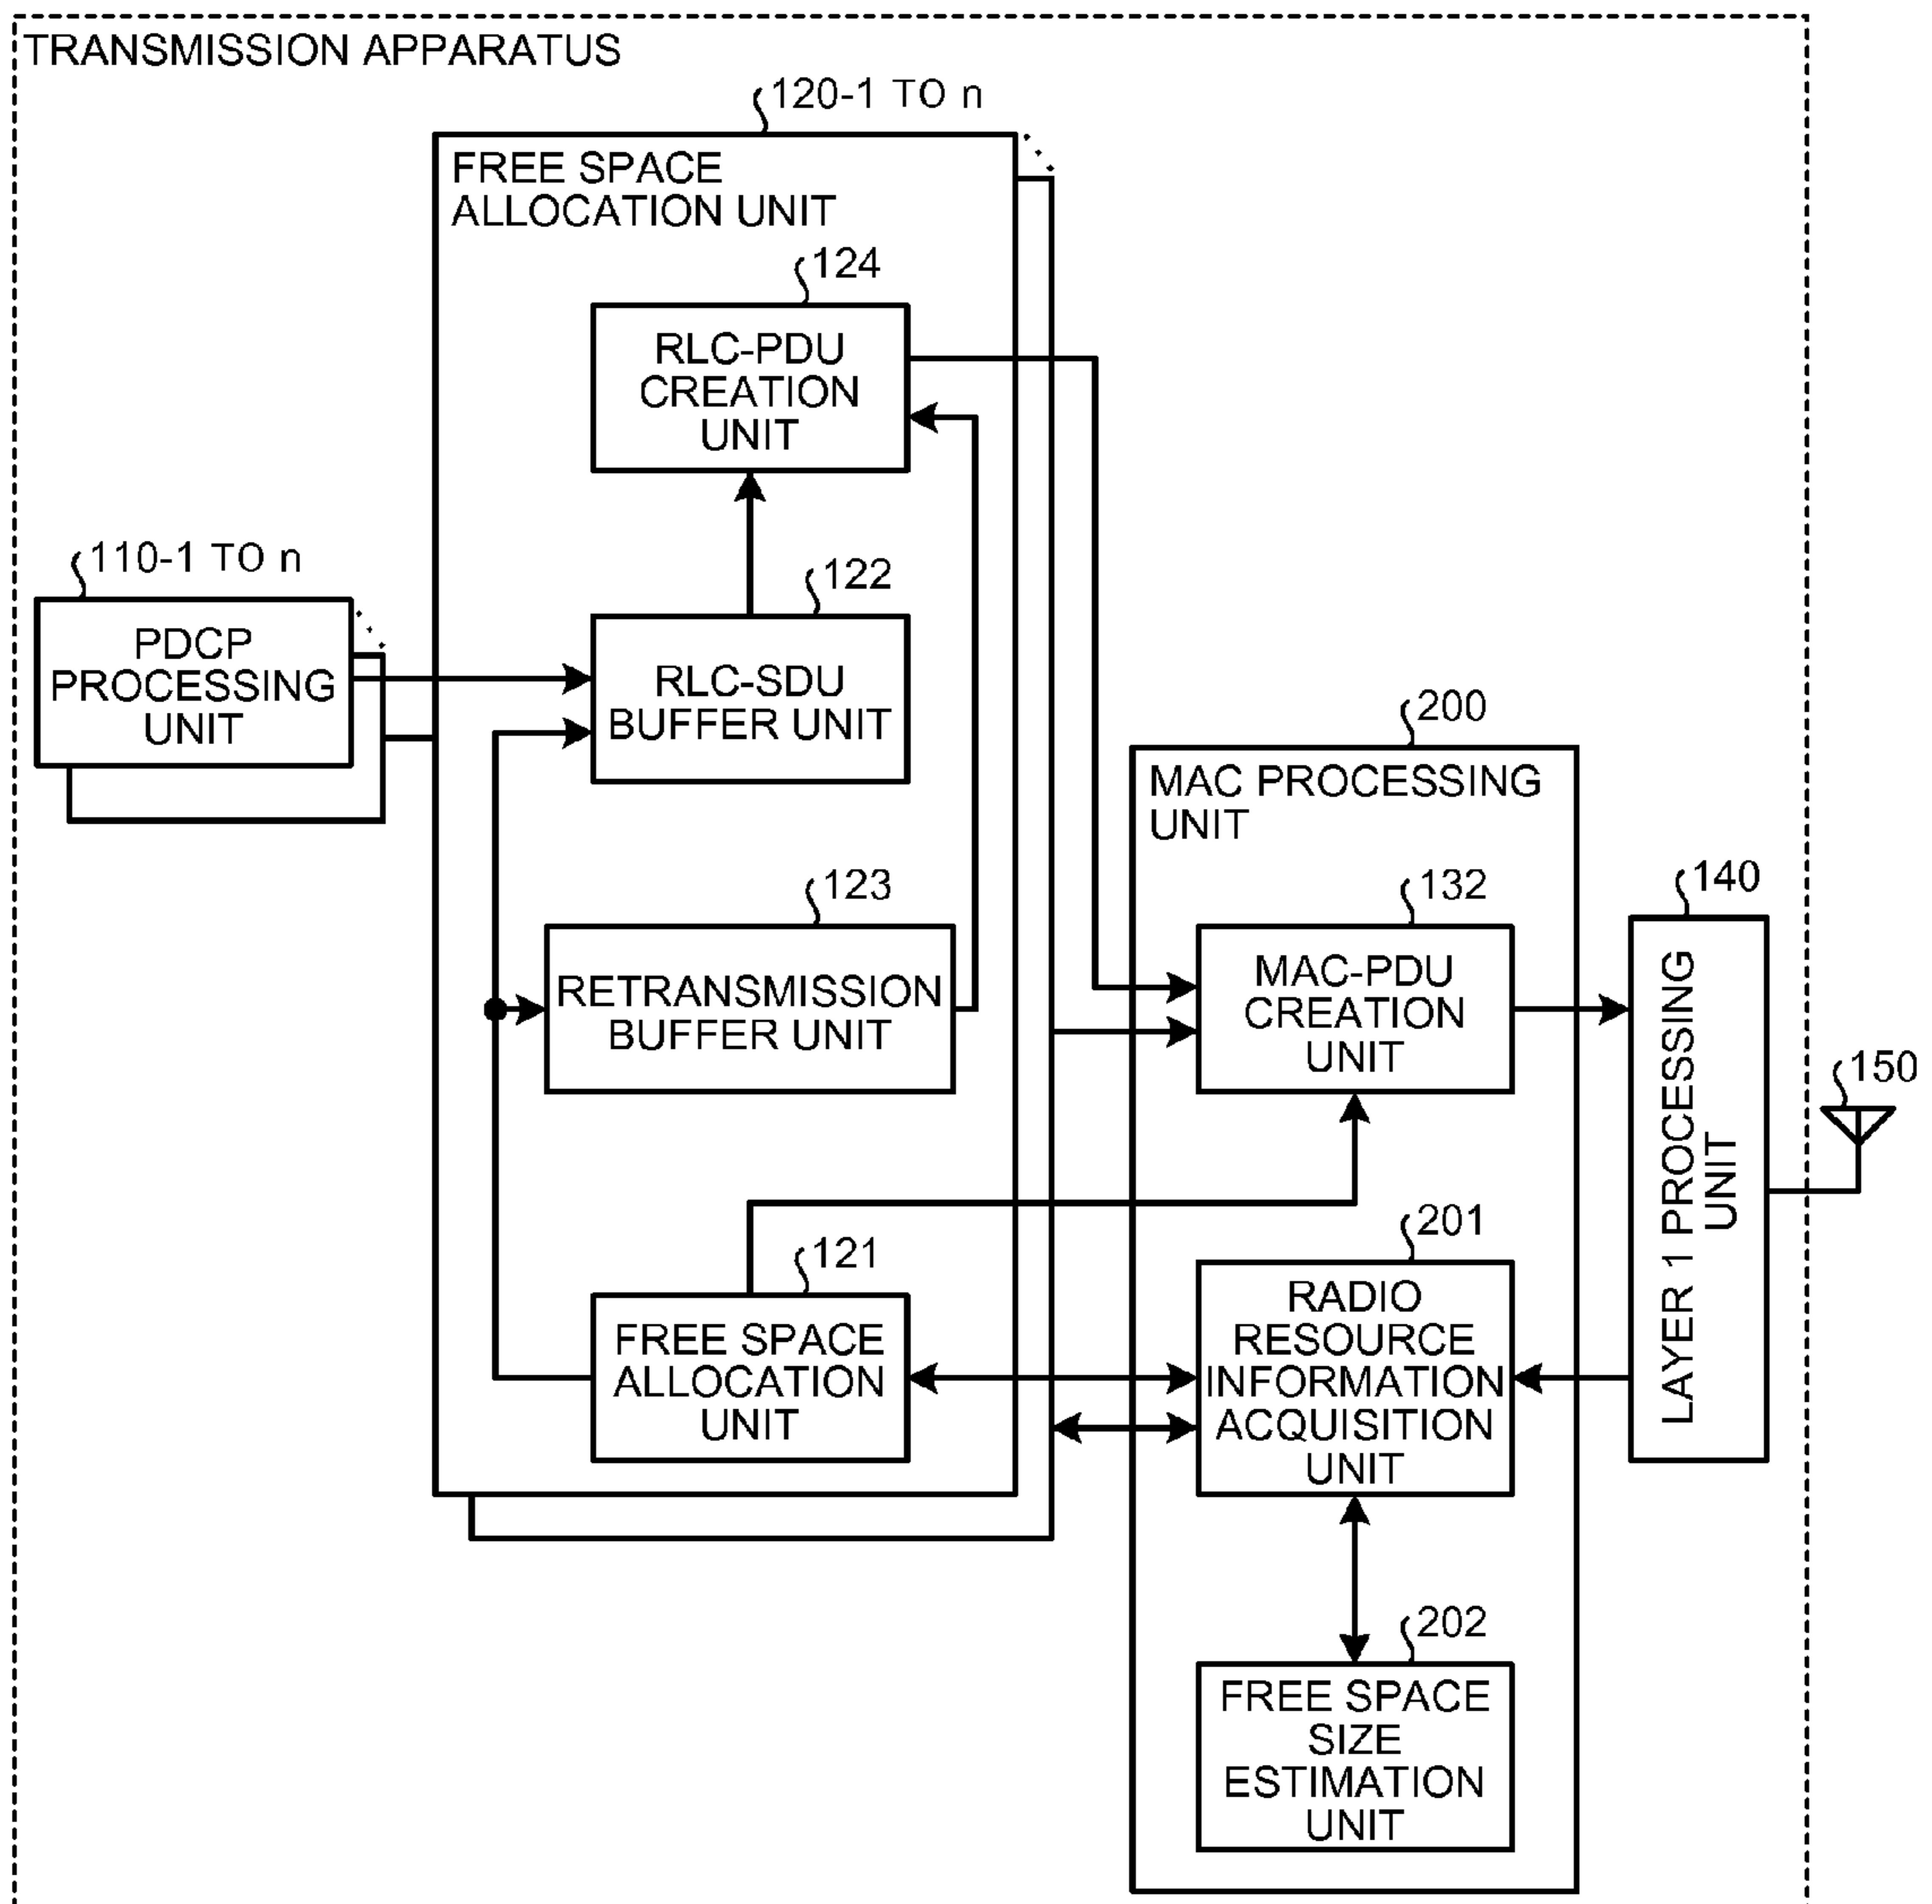 TRANSMISSION APPARATUS
120-1 TO n
FREE SPACE
ALLOCATION UNIT
124
RLC-PDU
CREATION
UNIT
110-1 TO n
PDCP
PROCESSING
UNIT
122
RLC-SDU
BUFFER UNIT
123
RETRANSMISSION
BUFFER UNIT
121
FREE SPACE
ALLOCATION
UNIT
200
MAC PROCESSING
UNIT
132
MAC-PDU
CREATION
UNIT
201
RADIO
RESOURCE
INFORMATION
ACQUISITION
UNIT
202
FREE SPACE
SIZE
ESTIMATION
UNIT
140
LAYER 1 PROCESSING
UNIT
150